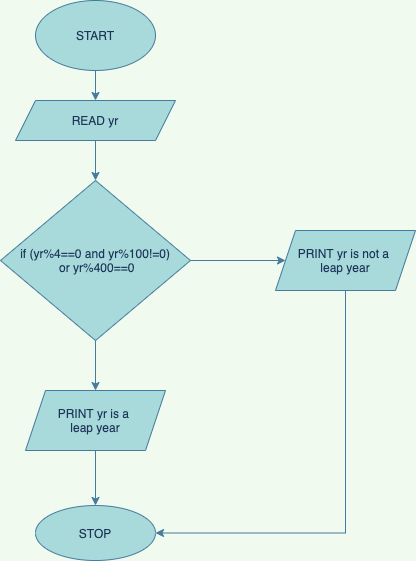 START
READ yr
if (yr%4==0 and yr%100!=0)
or yr%400==0
PRINT yr is not a
leap year
PRINT yr is a
leap year
STOP